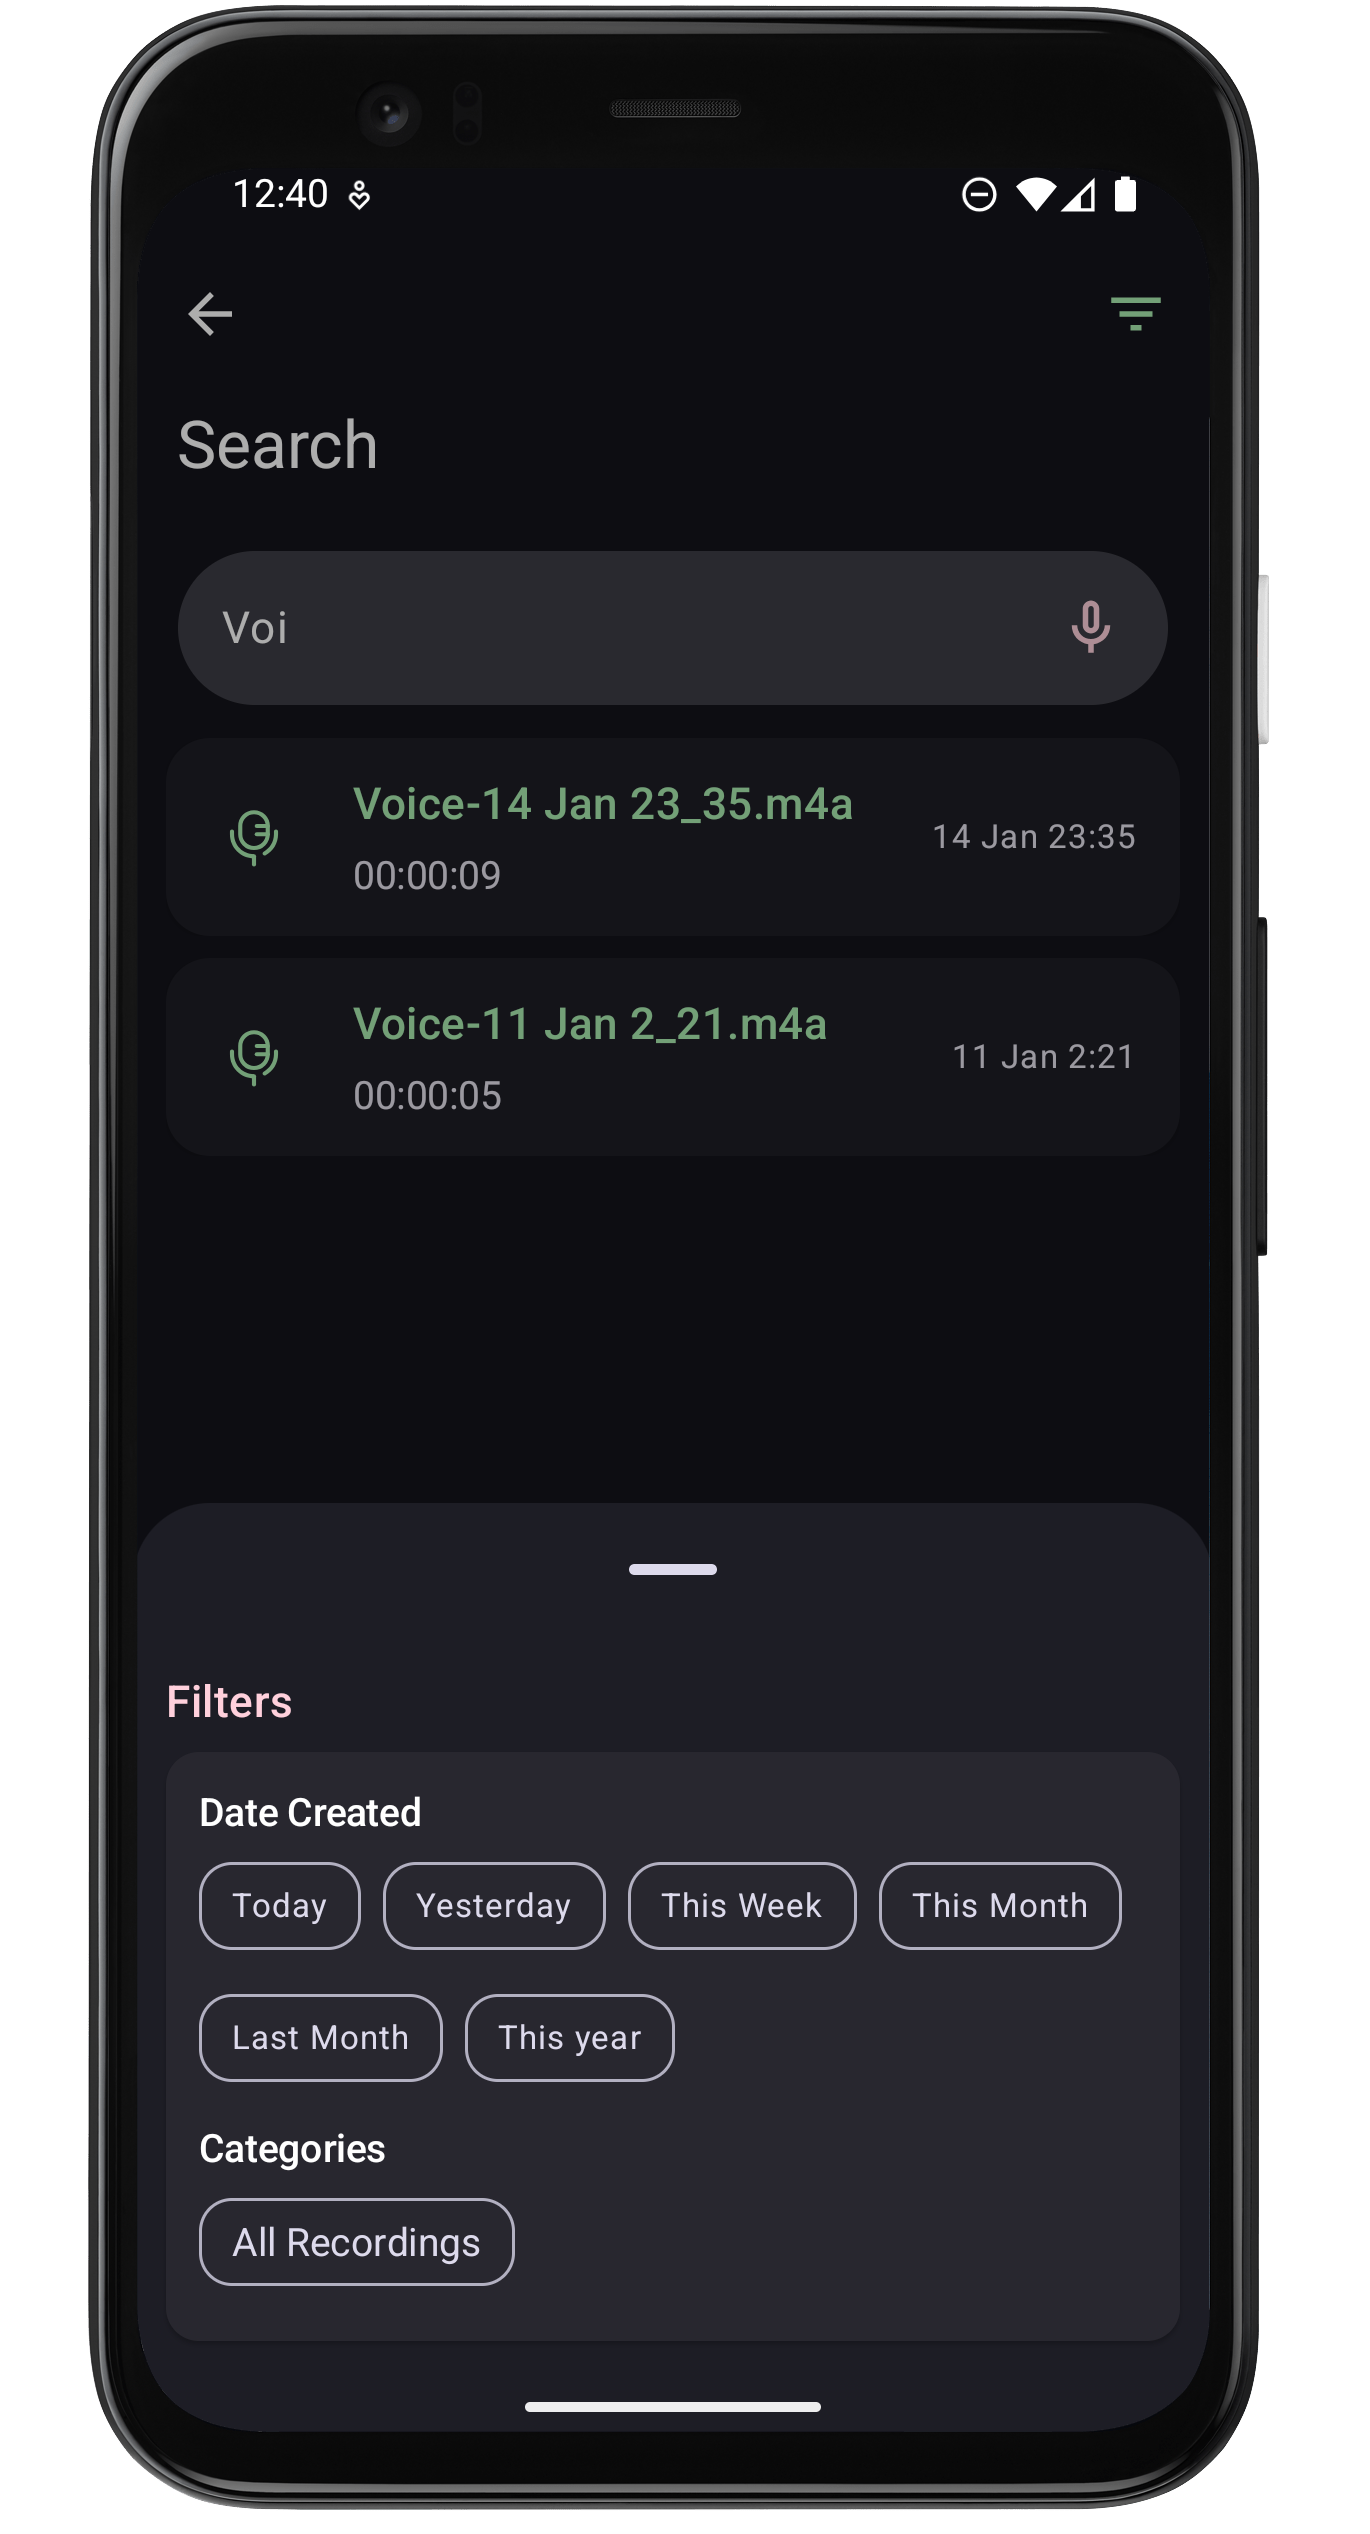 12:40
Search
Voi
Voice-14 Jan 23_35.m4a
14 Jan 23:35
00:00:09
Voice-11 Jan 2_21.m4a
11 Jan 2:21
00:00:05
Filters
Date Created
Today Yesterday This Week This Month
Last Month This year
Categories
All Recordings